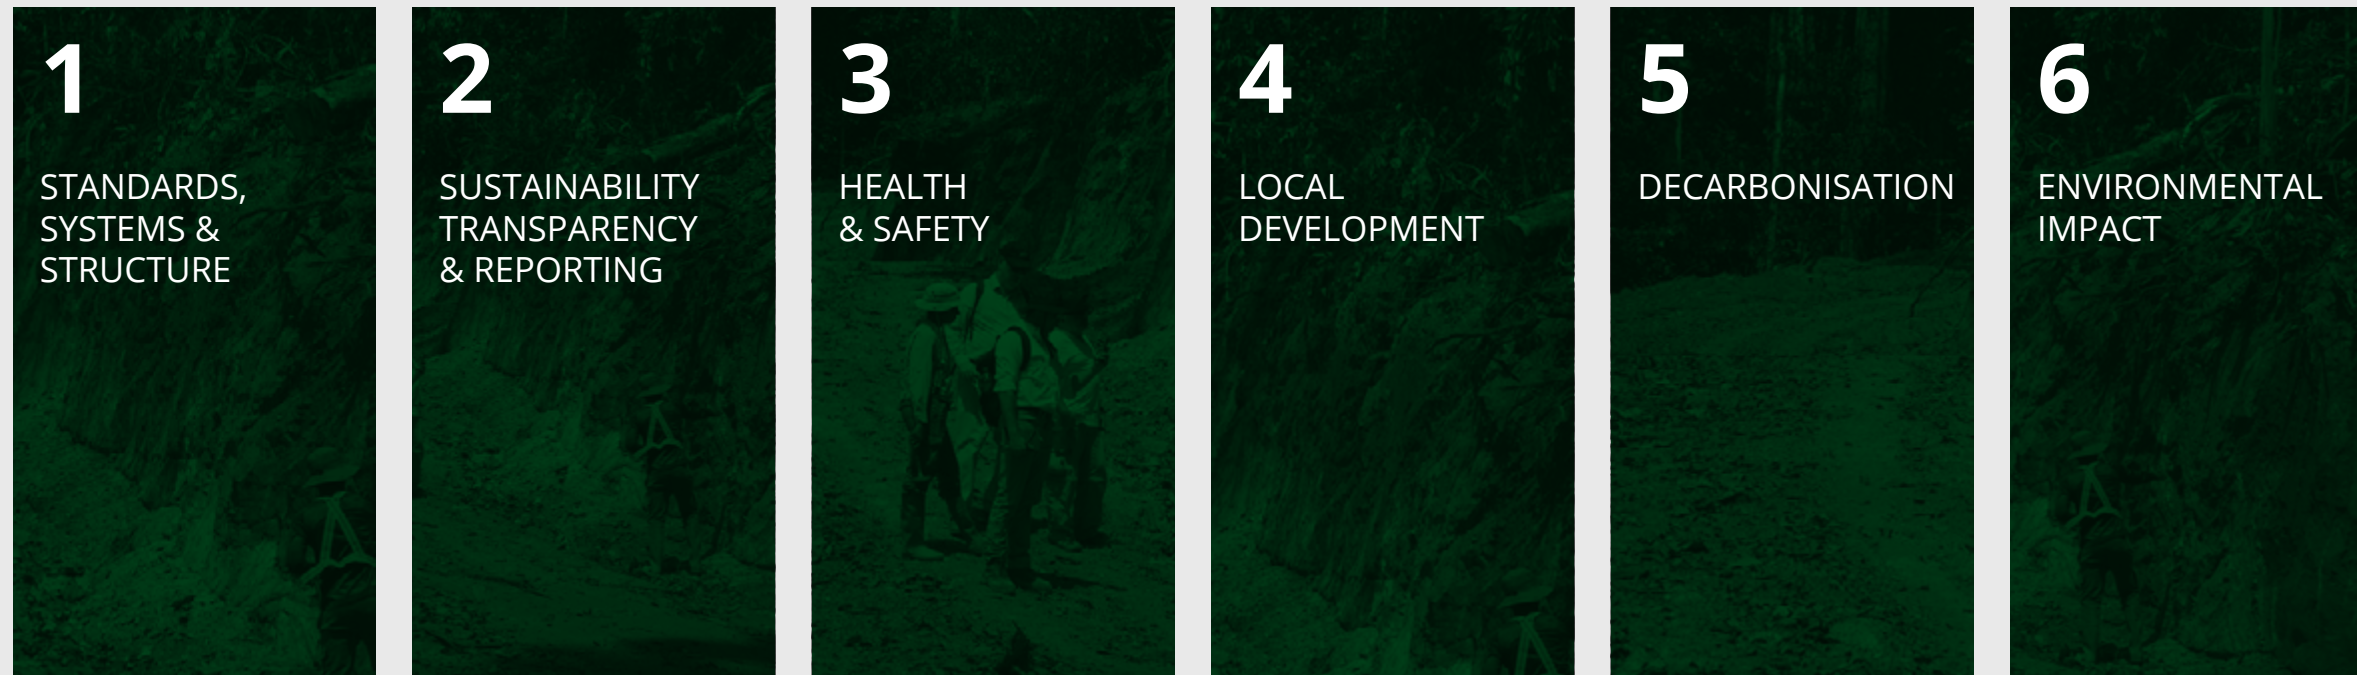 1
STANDARDS,
SYSTEMS &
STRUCTURE
2
SUSTAINABILITY
TRANSPARENCY
& REPORTING
3
HEALTH
& SAFETY
4
LOCAL
DEVELOPMENT
5
DECARBONISATION
6
ENVIRONMENTAL
IMPACT